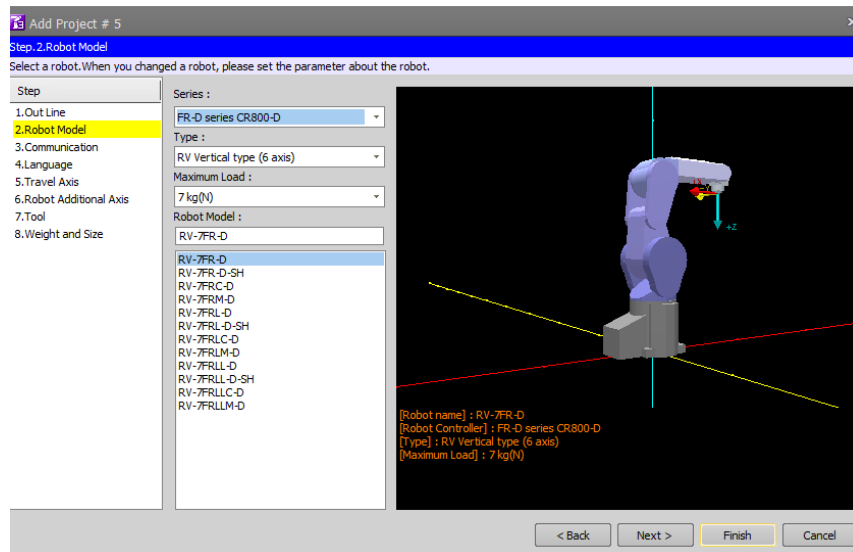 Add Project # 5
Step.2.Robot Model
Select a robot.When you changed a robot, please set the parameter about the robot.
Step
1.Out Line
2.Robot Model
3.Communication
4.Language
5.Travel Axis
6.Robot Additional Axis
7.Tool
8.Weight and Size
Series :
FR-D series CR800-D
Type :
RV Vertical type (6 axis)
Maximum Load :
7 kg(N)
Robot Model :
RV-7FR-D
RV-7FR-D
RV-7FR-D-SH
RV-7FRC-D
RV-7FRM-D
RV-7FRL-D
RV-7FRL-D-SH
RV-7FRLC-D
RV-7FRLM-D
RV-7FRLL-D
RV-7FRLL-D-SH
RV-7FRLLC-D
RV-7FRLLM-D
+Z
[Robot name] : RV-7FR-D
[Robot Controller] : FR-D series CR800-D
[Type] : RV Vertical type (6 axis)
[Maximum Load] : 7 kg(N)
< Back
Next >
Finish
Cancel